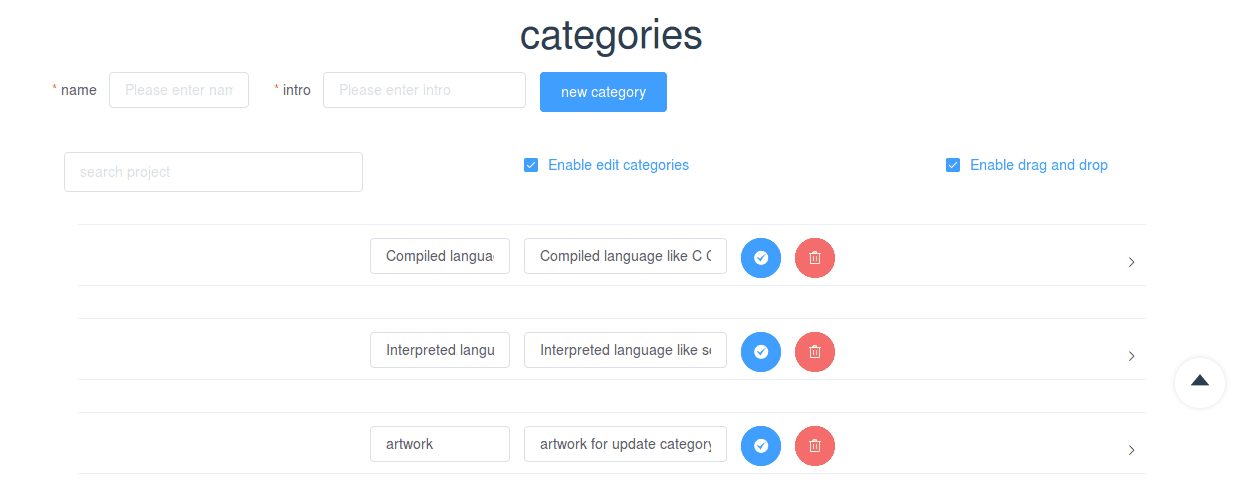 categories
* name Please enter nam * intro Please enter intro new category
search project Enable edit categories Enable drag and drop
Compiled langua Compiled language like C
Interpreted langu Interpreted language like
artwork artwork for update category